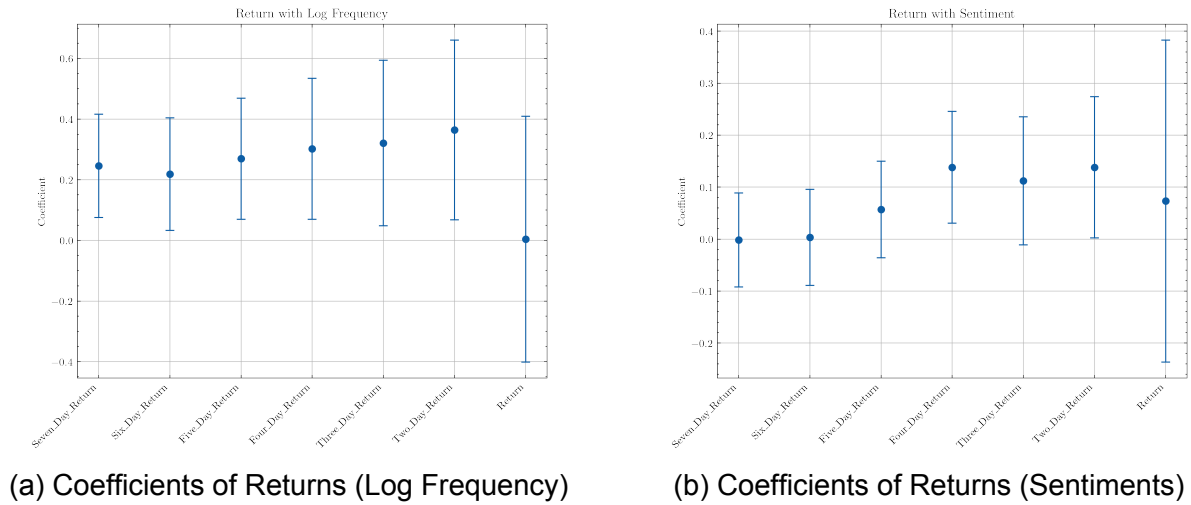 Return with Log Frequency
Coefficient
0.6
0.4
0.2
0.0
−0.2
−0.4
Seven_Day_Return
Six_Day_Return
Five_Day_Return
Four_Day_Return
Three_Day_Return
Two_Day_Return
Return
(a) Coefficients of Returns (Log Frequency)
Return with Sentiment
Coefficient
0.4
0.3
0.2
0.1
0.0
−0.1
−0.2
Seven_Day_Return
Six_Day_Return
Five_Day_Return
Four_Day_Return
Three_Day_Return
Two_Day_Return
Return
(b) Coefficients of Returns (Sentiments)